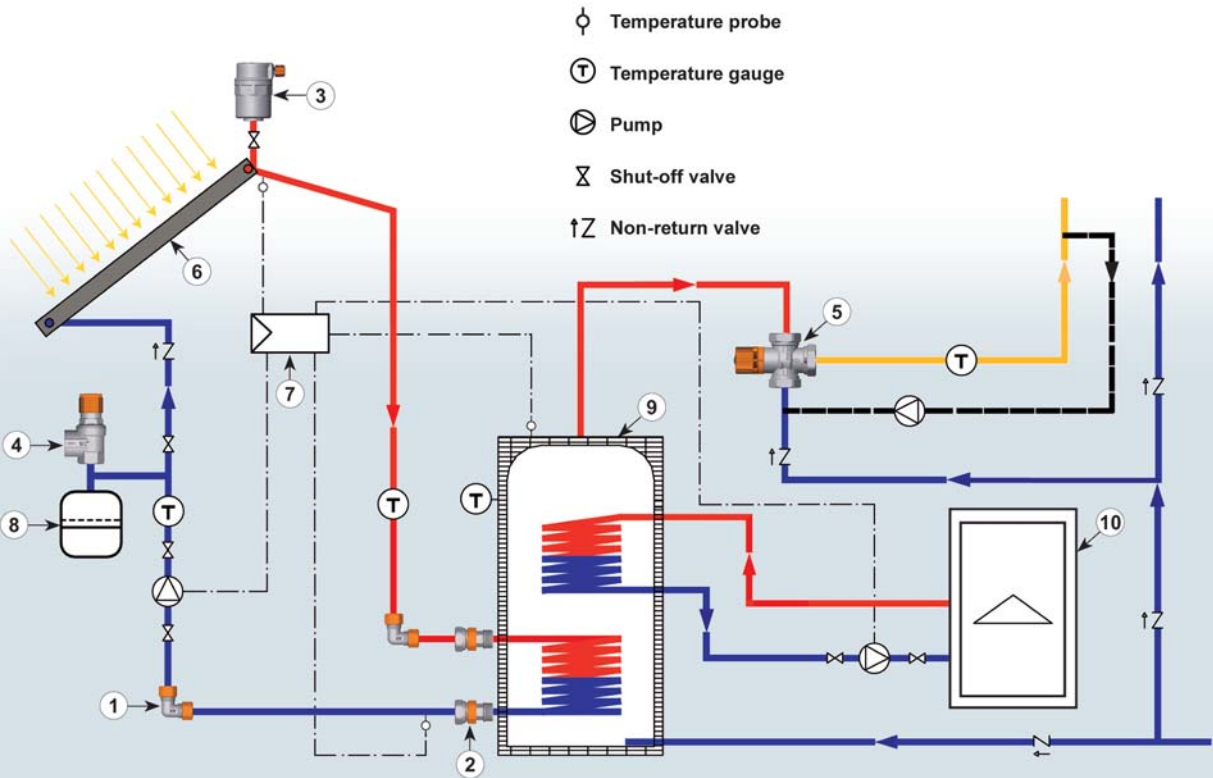 Temperature probe
T Temperature gauge
Pump
Shut-off valve
Non-return valve
3
6
5
7
9
4
T
T
T
T
8
10
1
2